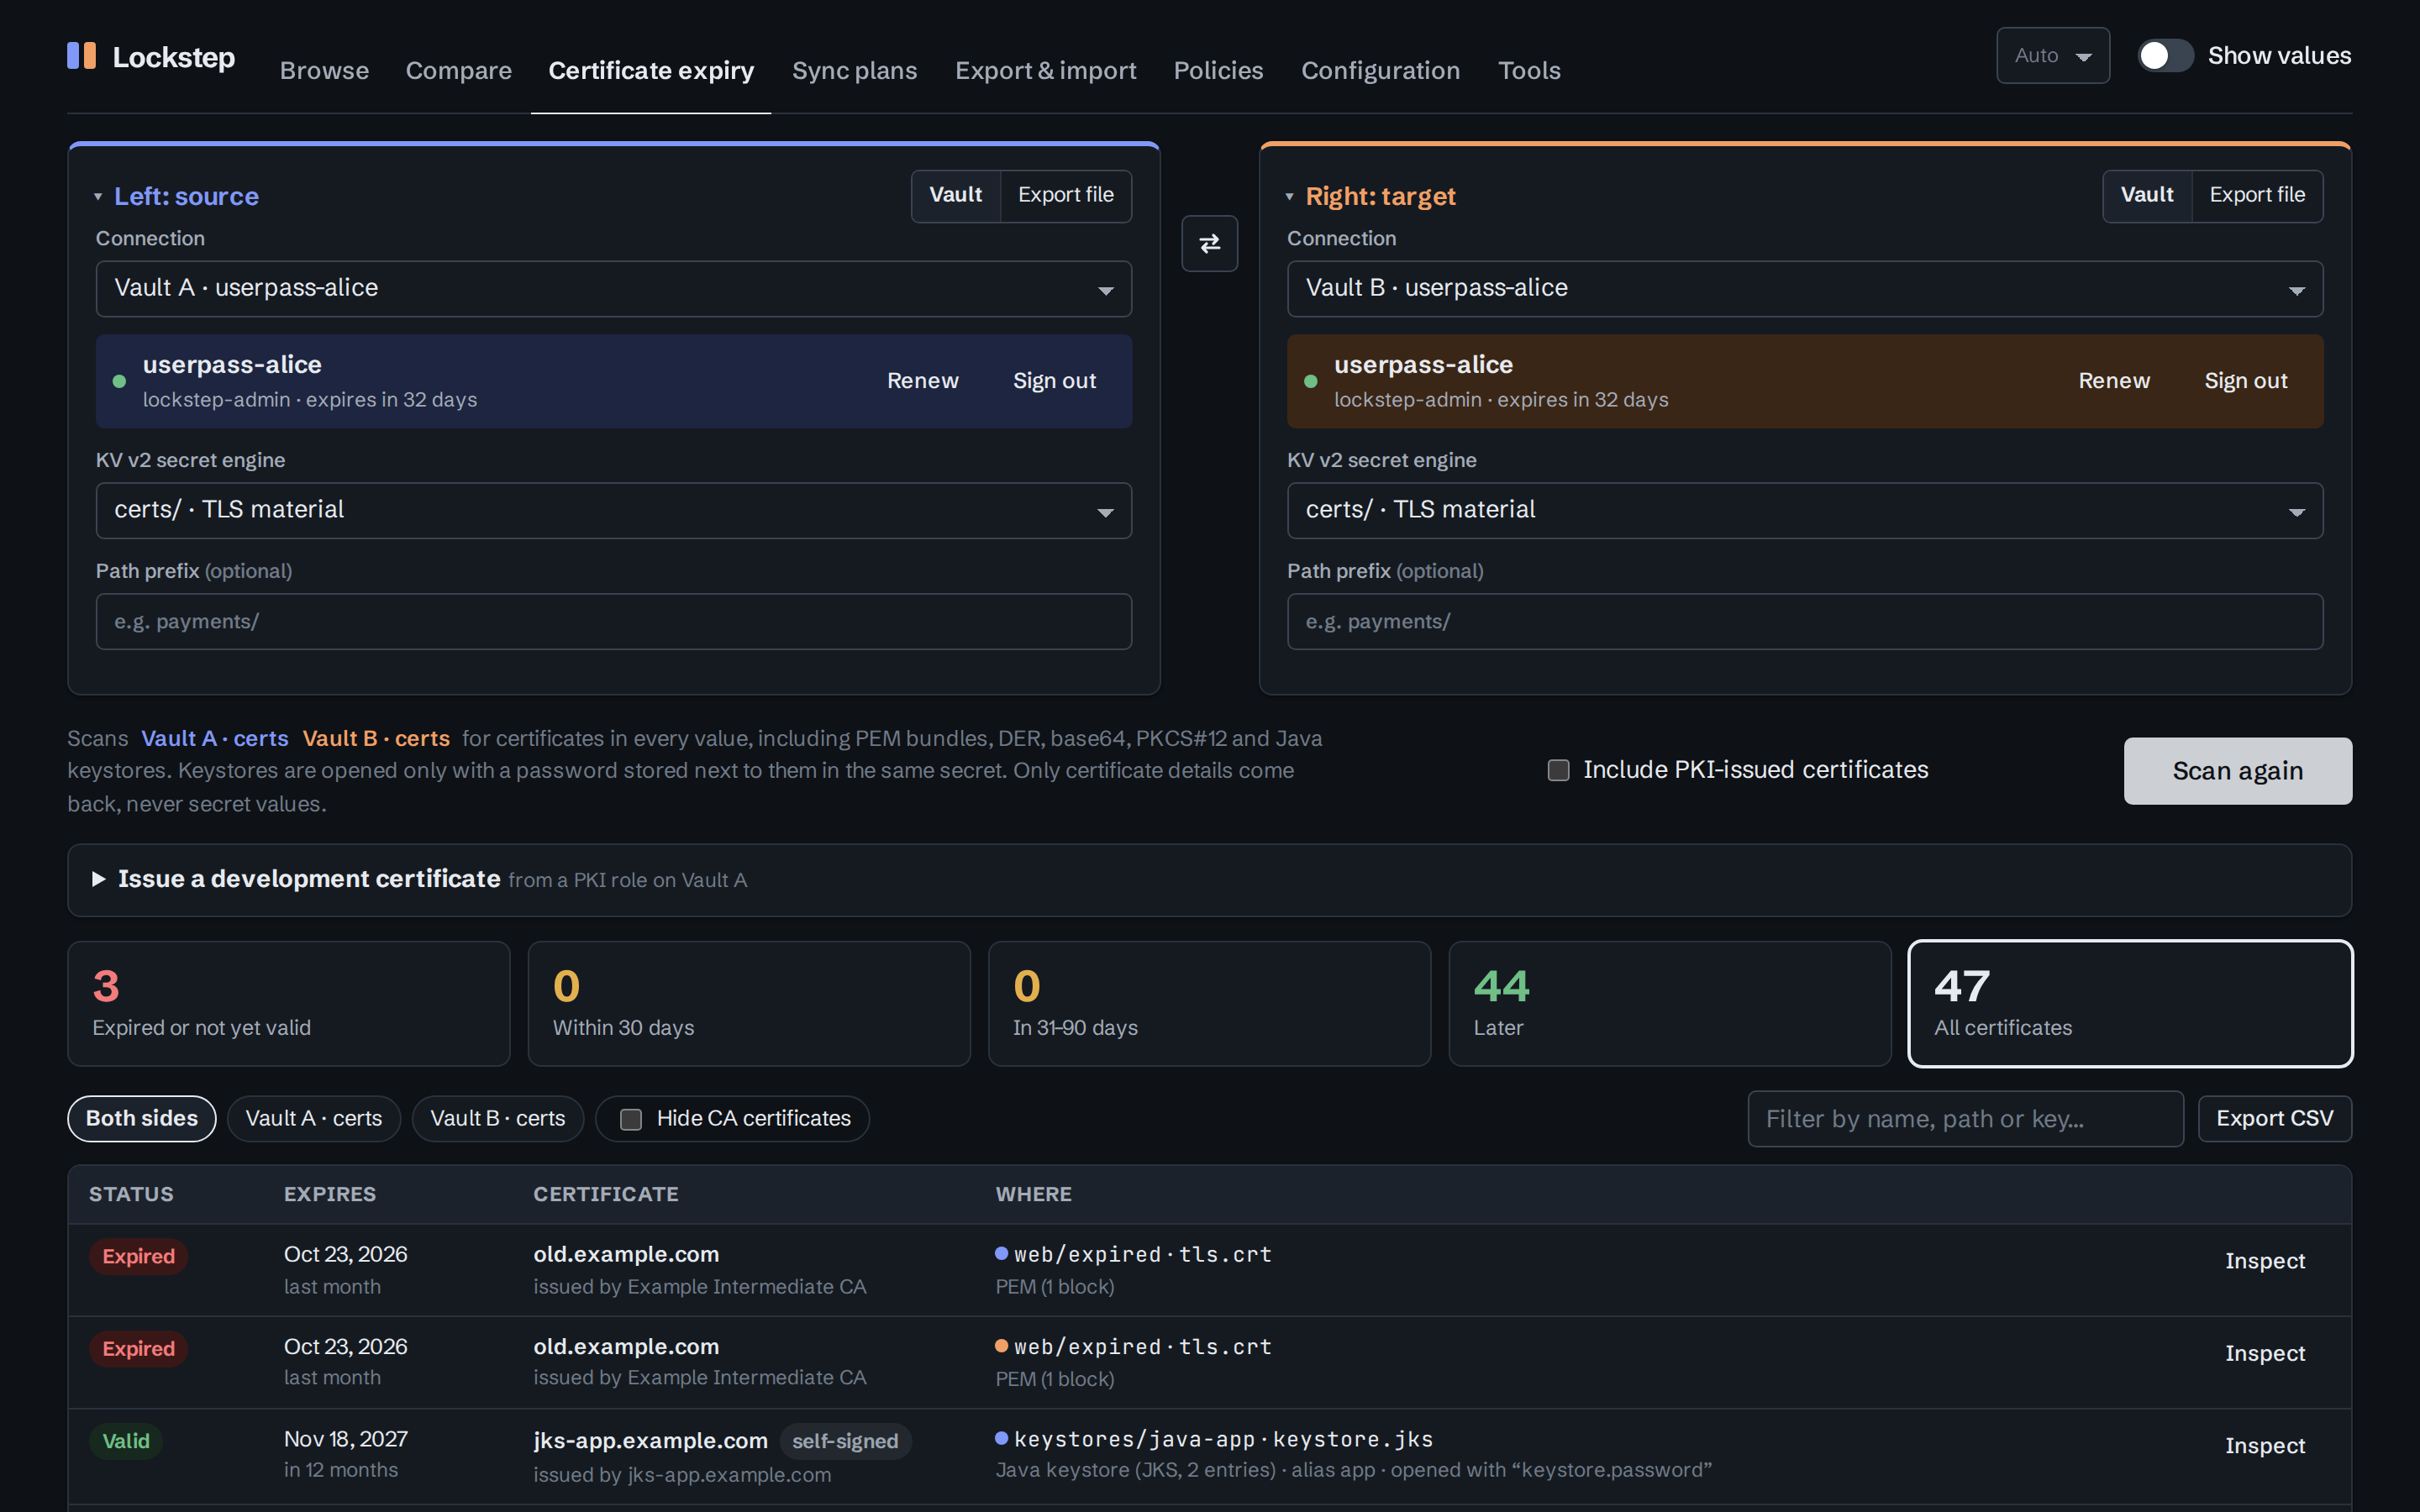 Lockstep
Browse Compare Certificate expiry Sync plans Export & import Policies Configuration Tools
Auto
Show values
Left: source
Vault Export file
Connection
Vault A · userpass-alice
userpass-alice
lockstep-admin · expires in 32 days
Renew Sign out
KV v2 secret engine
certs/ · TLS material
Path prefix (optional)
e.g. payments/
Right: target
Vault Export file
Connection
Vault B · userpass-alice
userpass-alice
lockstep-admin · expires in 32 days
Renew Sign out
KV v2 secret engine
certs/ · TLS material
Path prefix (optional)
e.g. payments/
Scans Vault A · certs Vault B · certs for certificates in every value, including PEM bundles, DER, base64, PKCS#12 and Java
keystores. Keystores are opened only with a password stored next to them in the same secret. Only certificate details come
back, never secret values.
Include PKI-issued certificates
Scan again
Issue a development certificate from a PKI role on Vault A
3
Expired or not yet valid
0
Within 30 days
0
In 31-90 days
44
Later
47
All certificates
Both sides Vault A · certs Vault B · certs Hide CA certificates
Filter by name, path or key...
Export CSV
STATUS EXPIRES CERTIFICATE WHERE
Expired Oct 23, 2026 old.example.com web/expired · tls.crt Inspect
last month issued by Example Intermediate CA PEM (1 block)
Expired Oct 23, 2026 old.example.com web/expired · tls.crt Inspect
last month issued by Example Intermediate CA PEM (1 block)
Valid Nov 18, 2027 jks-app.example.com self-signed keystores/java-app · keystore.jks Inspect
in 12 months issued by jks-app.example.com Java keystore (JKS, 2 entries) · alias app · opened with “keystore.password”